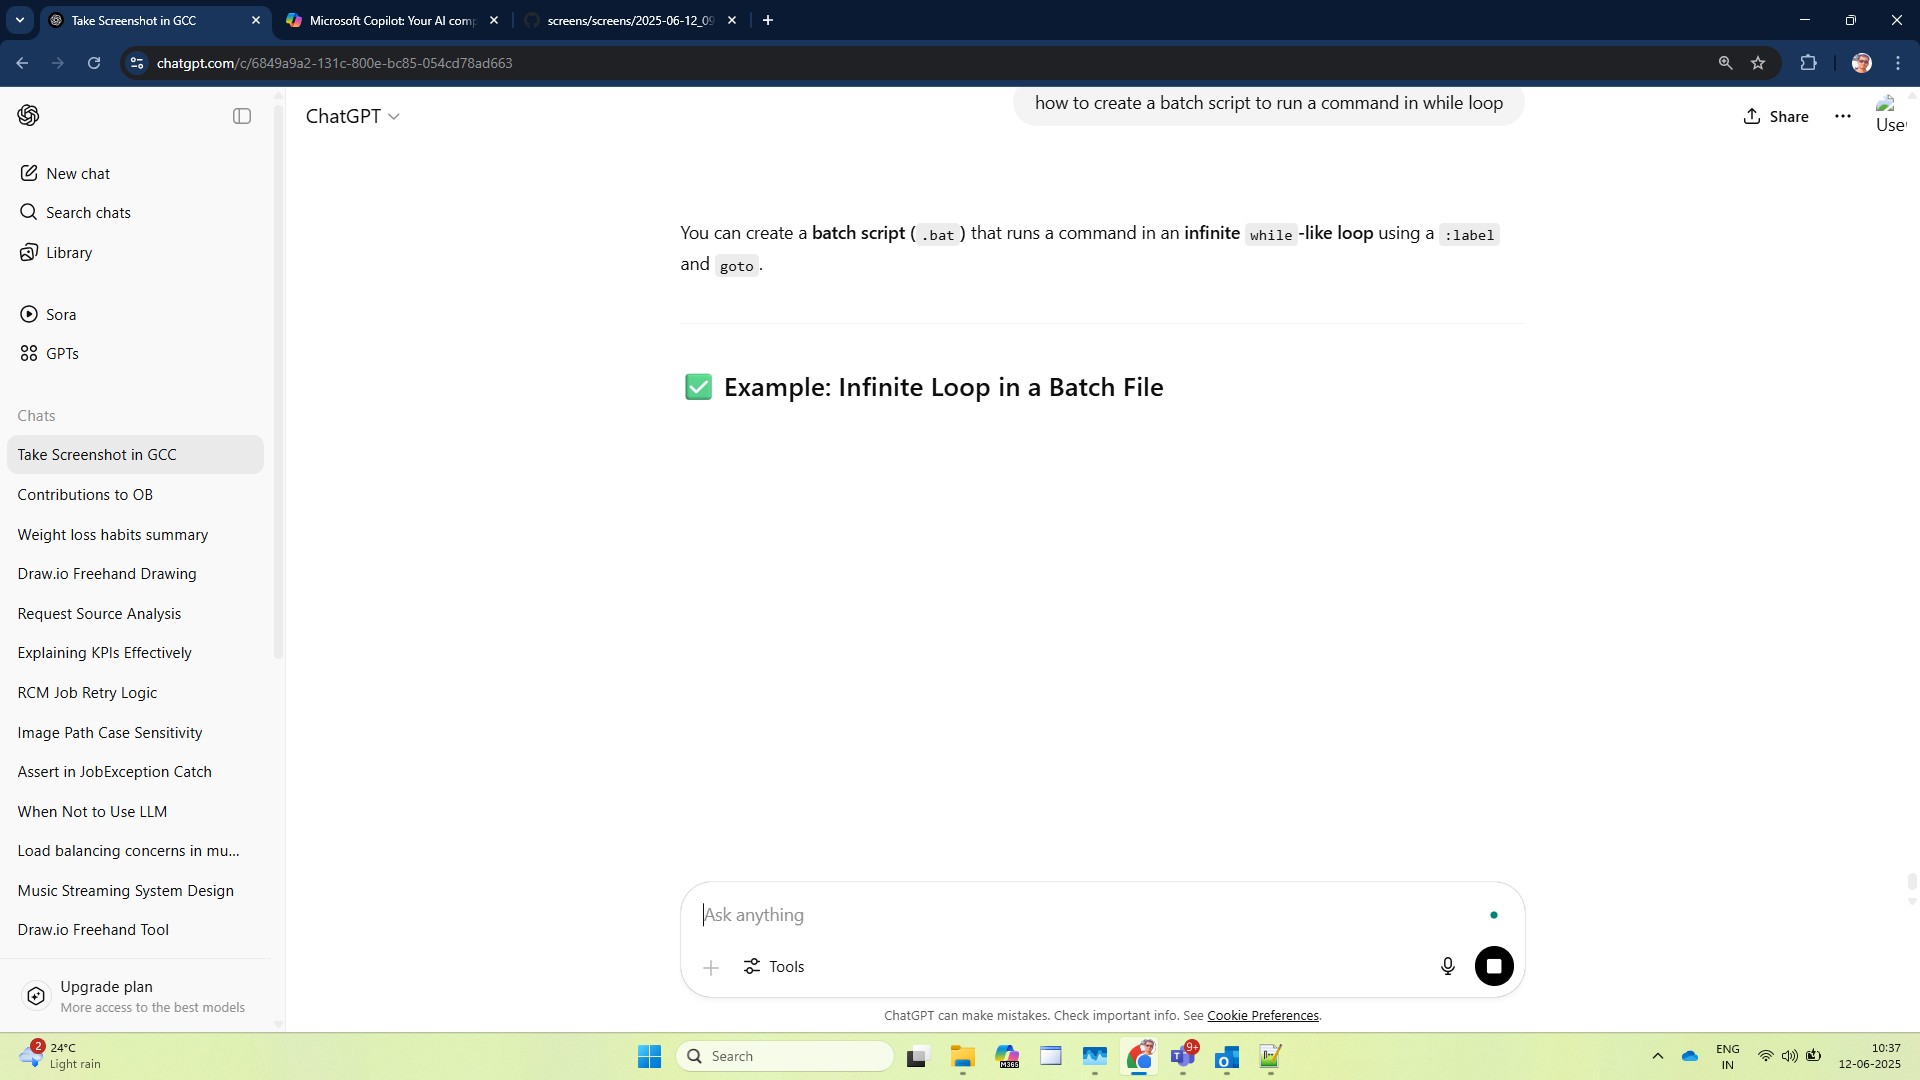 Take Screenshot in GCC
Microsoft Copilot: Your AI comp
screens/screens/2025-06-12_09
chatgpt.com/c/6849a9a2-131c-800e-bc85-054cd78ad663
ChatGPT
how to create a batch script to run a command in while loop
Share
Use
New chat
Search chats
Library
Sora
GPTs
Chats
Take Screenshot in GCC
Contributions to OB
Weight loss habits summary
Draw.io Freehand Drawing
Request Source Analysis
Explaining KPIs Effectively
RCM Job Retry Logic
Image Path Case Sensitivity
Assert in JobException Catch
When Not to Use LLM
Load balancing concerns in mu...
Music Streaming System Design
Draw.io Freehand Tool
Upgrade plan
More access to the best models
You can create a batch script (.bat) that runs a command in an infinite while-like loop using a :label
and goto.
Example: Infinite Loop in a Batch File
Ask anything
Tools
ChatGPT can make mistakes. Check important info. See Cookie Preferences.
2
24°C
Light rain
Search
M365
9+
ENG
IN
10:37
12-06-2025